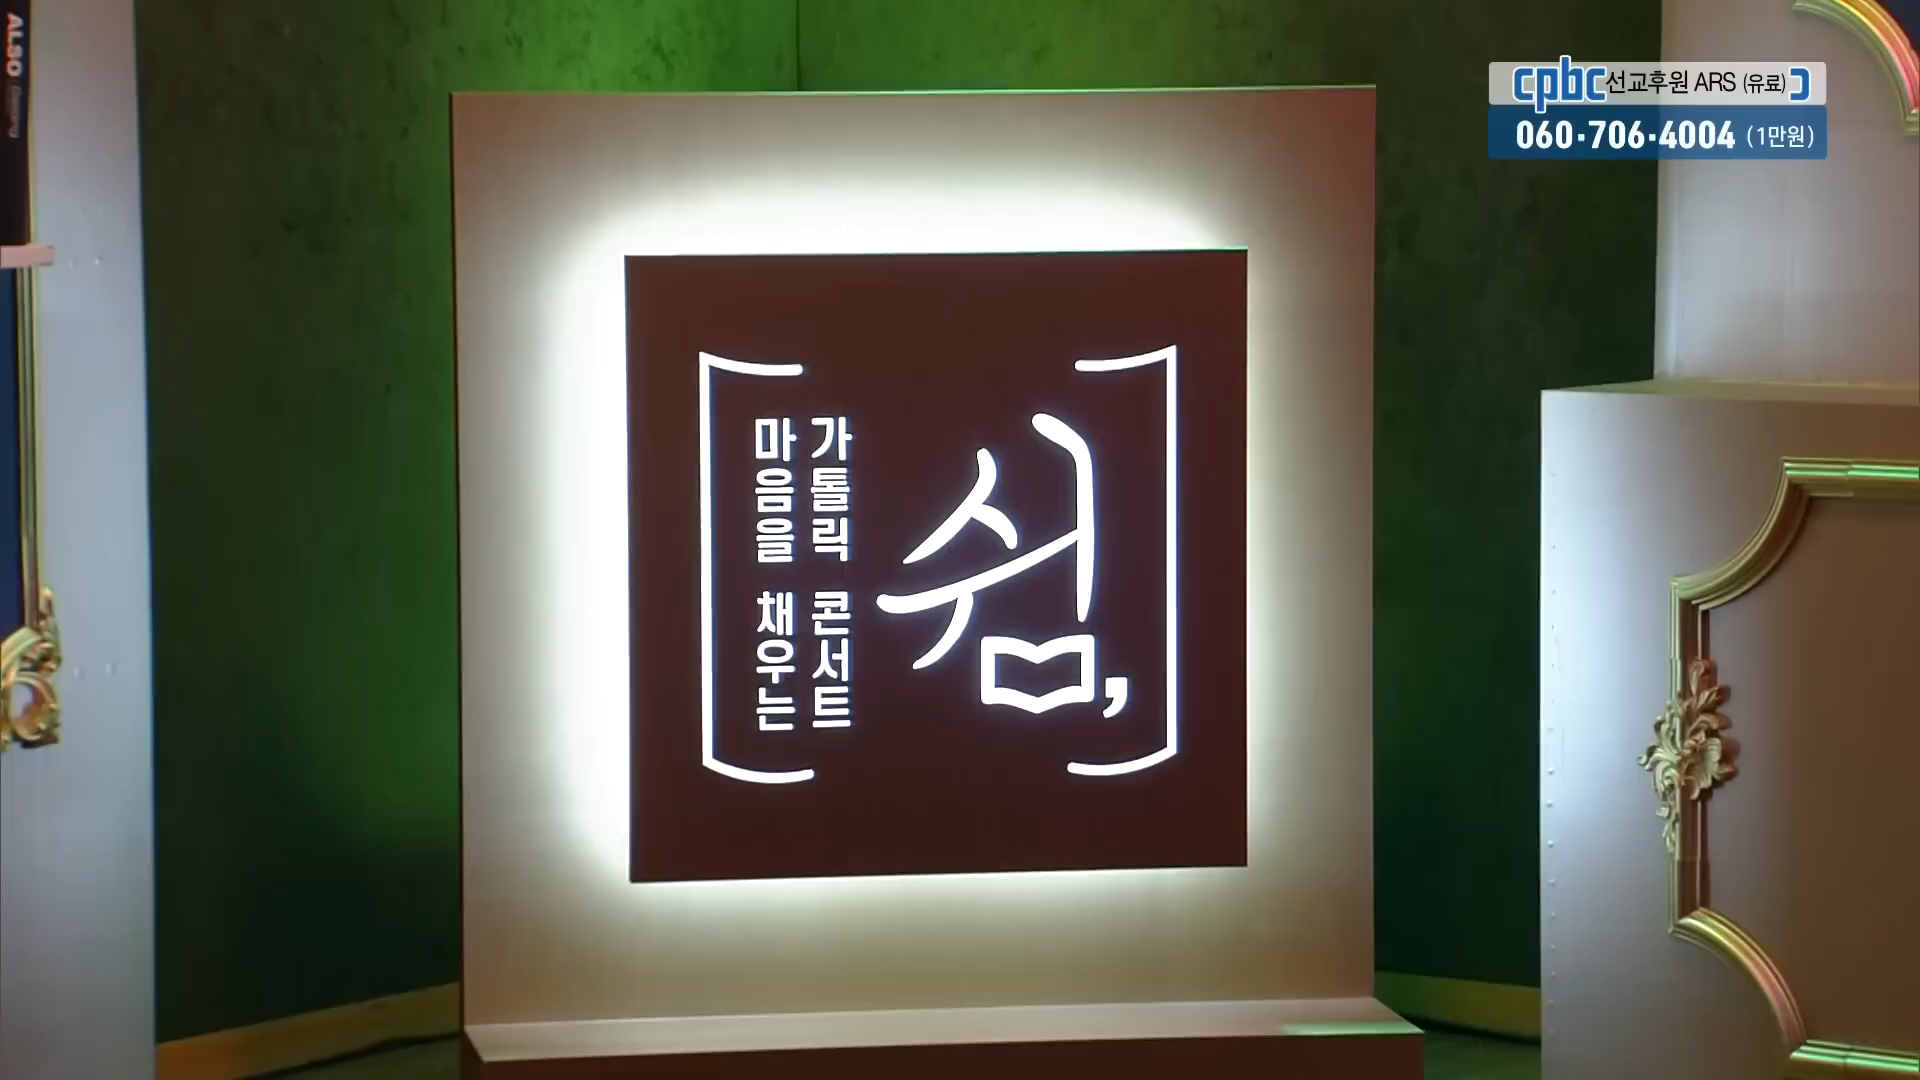 cpbc 선교후원 ARS (유료)
060·706·4004 (1만원)
ALSO
마음을 채우는
가톨릭 콘서트
쉼,